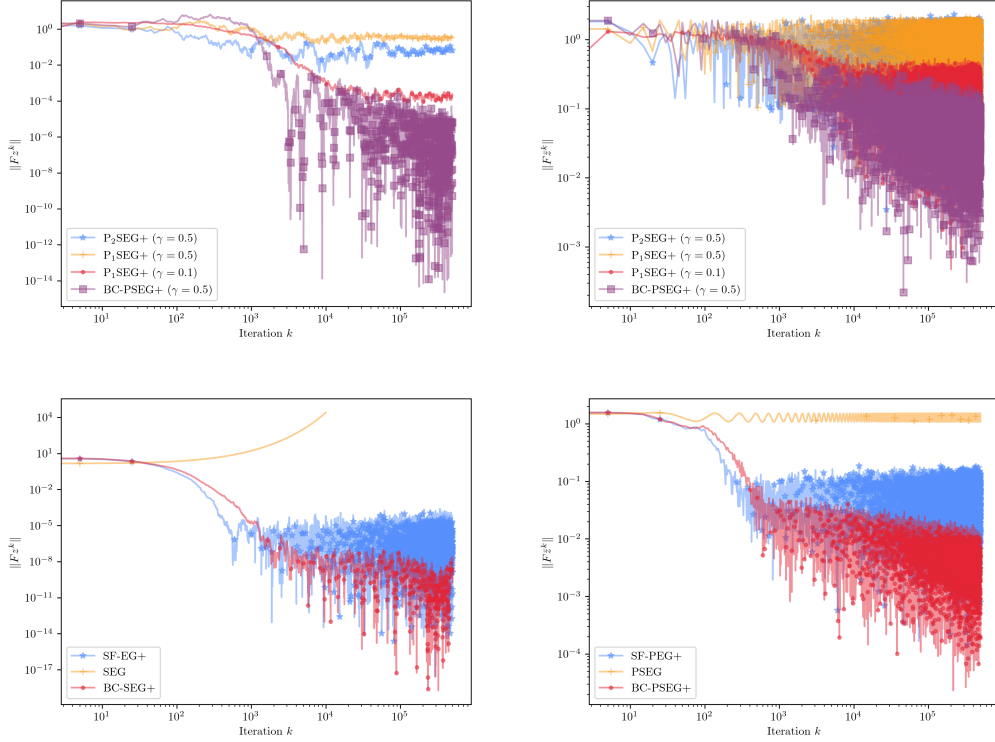 10^0
10^-2
10^-4
10^-6
10^-8
10^-10
10^-12
10^-14
||Fz^k||
P₂SEG+ (γ = 0.5)
P₁SEG+ (γ = 0.5)
P₁SEG+ (γ = 0.1)
BC-PSEG+ (γ = 0.5)
10^1 10^2 10^3 10^4 10^5
Iteration k
10^0
10^-1
10^-2
10^-3
||Fz^k||
P₂SEG+ (γ = 0.5)
P₁SEG+ (γ = 0.5)
P₁SEG+ (γ = 0.1)
BC-PSEG+ (γ = 0.5)
10^1 10^2 10^3 10^4 10^5
Iteration k
10^4
10^1
10^-2
10^-5
10^-8
10^-11
10^-14
10^-17
||Fz^k||
SF-EG+
SEG
BC-SEG+
10^1 10^2 10^3 10^4 10^5
Iteration k
10^0
10^-1
10^-2
10^-3
10^-4
||Fz^k||
SF-PEG+
PSEG
BC-PSEG+
10^1 10^2 10^3 10^4 10^5
Iteration k